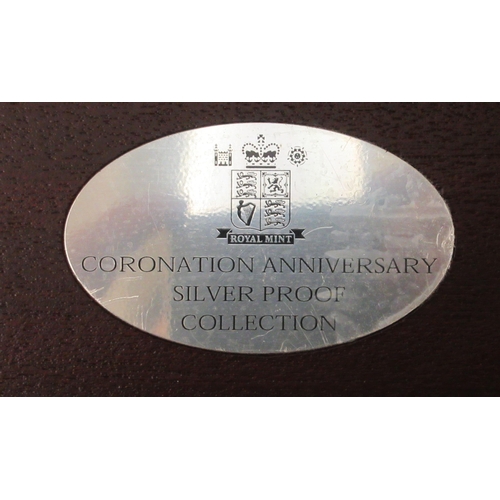 ROYAL MINT
CORONATION ANNIVERSARY
SILVER PROOF
COLLECTION